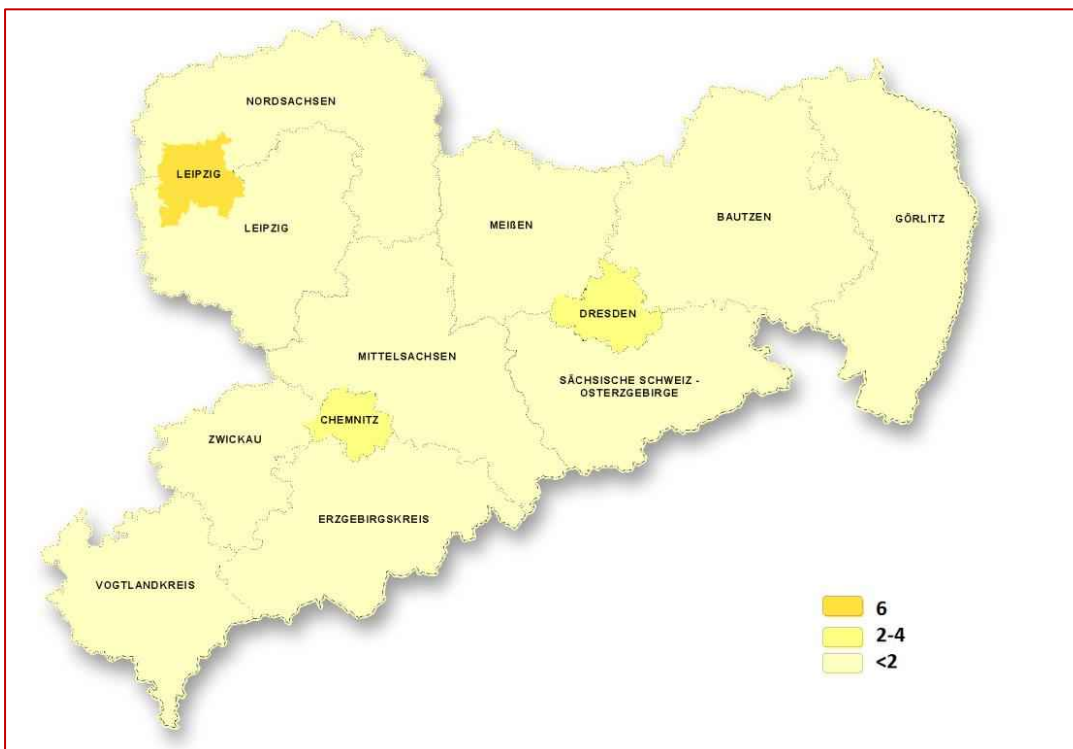 NORDSACHSEN
LEIPZIG
LEIPZIG
MEIßEN
BAUTZEN
GÖRLITZ
DRESDEN
MITTELSACHSEN
SÄCHSISCHE SCHWEIZ -
OSTERZGEBIRGE
CHEMNITZ
ZWICKAU
ERZGEBIRGSKREIS
VOGTLANDKREIS
6
2-4
<2